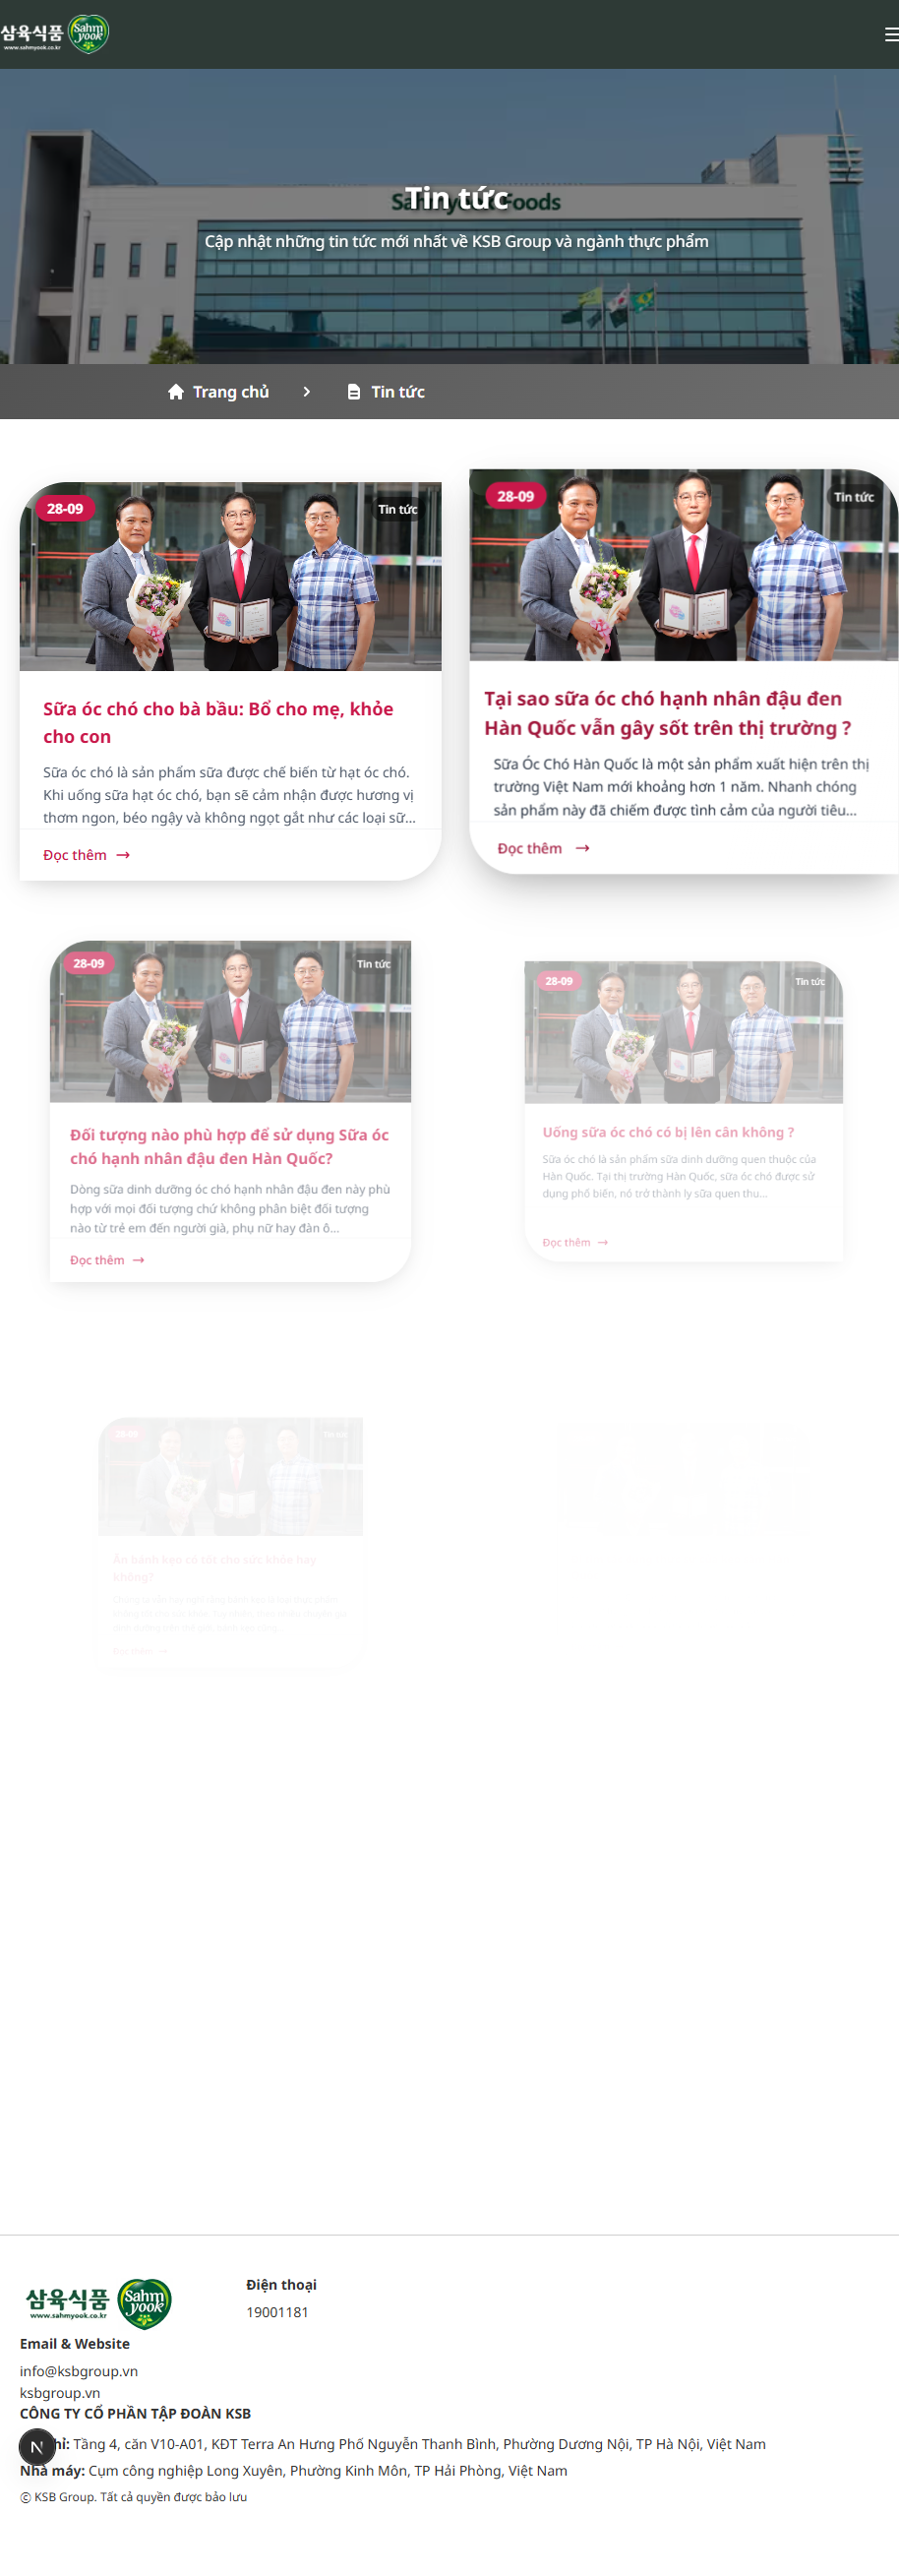 삼육식품
www.sahmyook.co.kr
Sahm
yook
Tin tức
Cập nhật những tin tức mới nhất về KSB Group và ngành thực phẩm
Trang chủ
Tin tức
28-09
Tin tức
Sữa óc chó cho bà bầu: Bổ cho mẹ, khỏe
cho con
Sữa óc chó là sản phẩm sữa được chế biến từ hạt óc chó.
Khi uống sữa hạt óc chó, bạn sẽ cảm nhận được hương vị
thơm ngon, béo ngậy và không ngọt gắt như các loại sữ...
Đọc thêm
28-09
Tin tức
Tại sao sữa óc chó hạnh nhân đậu đen
Hàn Quốc vẫn gây sốt trên thị trường ?
Sữa Óc Chó Hàn Quốc là một sản phẩm xuất hiện trên thị
trường Việt Nam mới khoảng hơn 1 năm. Nhanh chóng
sản phẩm này đã chiếm được tình cảm của người tiêu...
Đọc thêm
28-09
Tin tức
Đối tượng nào phù hợp để sử dụng Sữa óc
chó hạnh nhân đậu đen Hàn Quốc?
Dòng sữa dinh dưỡng óc chó hạnh nhân đậu đen này phù
hợp với mọi đối tượng chứ không phân biệt đối tượng
nào từ trẻ em đến người già, phụ nữ hay đàn ô...
Đọc thêm
28-09
Tin tức
Uống sữa óc chó có bị lên cân không ?
Sữa óc chó là sản phẩm sữa dinh dưỡng quen thuộc của
Hàn Quốc. Tại thị trường Hàn Quốc, sữa óc chó được sử
dụng phổ biến, nó trở thành ly sữa quen thu...
Đọc thêm
28-09
Tin tức
Ăn bánh kẹo có tốt cho sức khỏe hay
không?
Đọc thêm
삼육식품
www.sahmyook.co.kr
Sahm
yook
Điện thoại
19001181
Email & Website
info@ksbgroup.vn
ksbgroup.vn
CÔNG TY CỔ PHẦN TẬP ĐOÀN KSB
hỉ: Tầng 4, căn V10-A01, KĐT Terra An Hưng Phố Nguyễn Thanh Bình, Phường Dương Nội, TP Hà Nội, Việt Nam
Nhà máy: Cụm công nghiệp Long Xuyên, Phường Kinh Môn, TP Hải Phòng, Việt Nam
© KSB Group. Tất cả quyền được bảo lưu